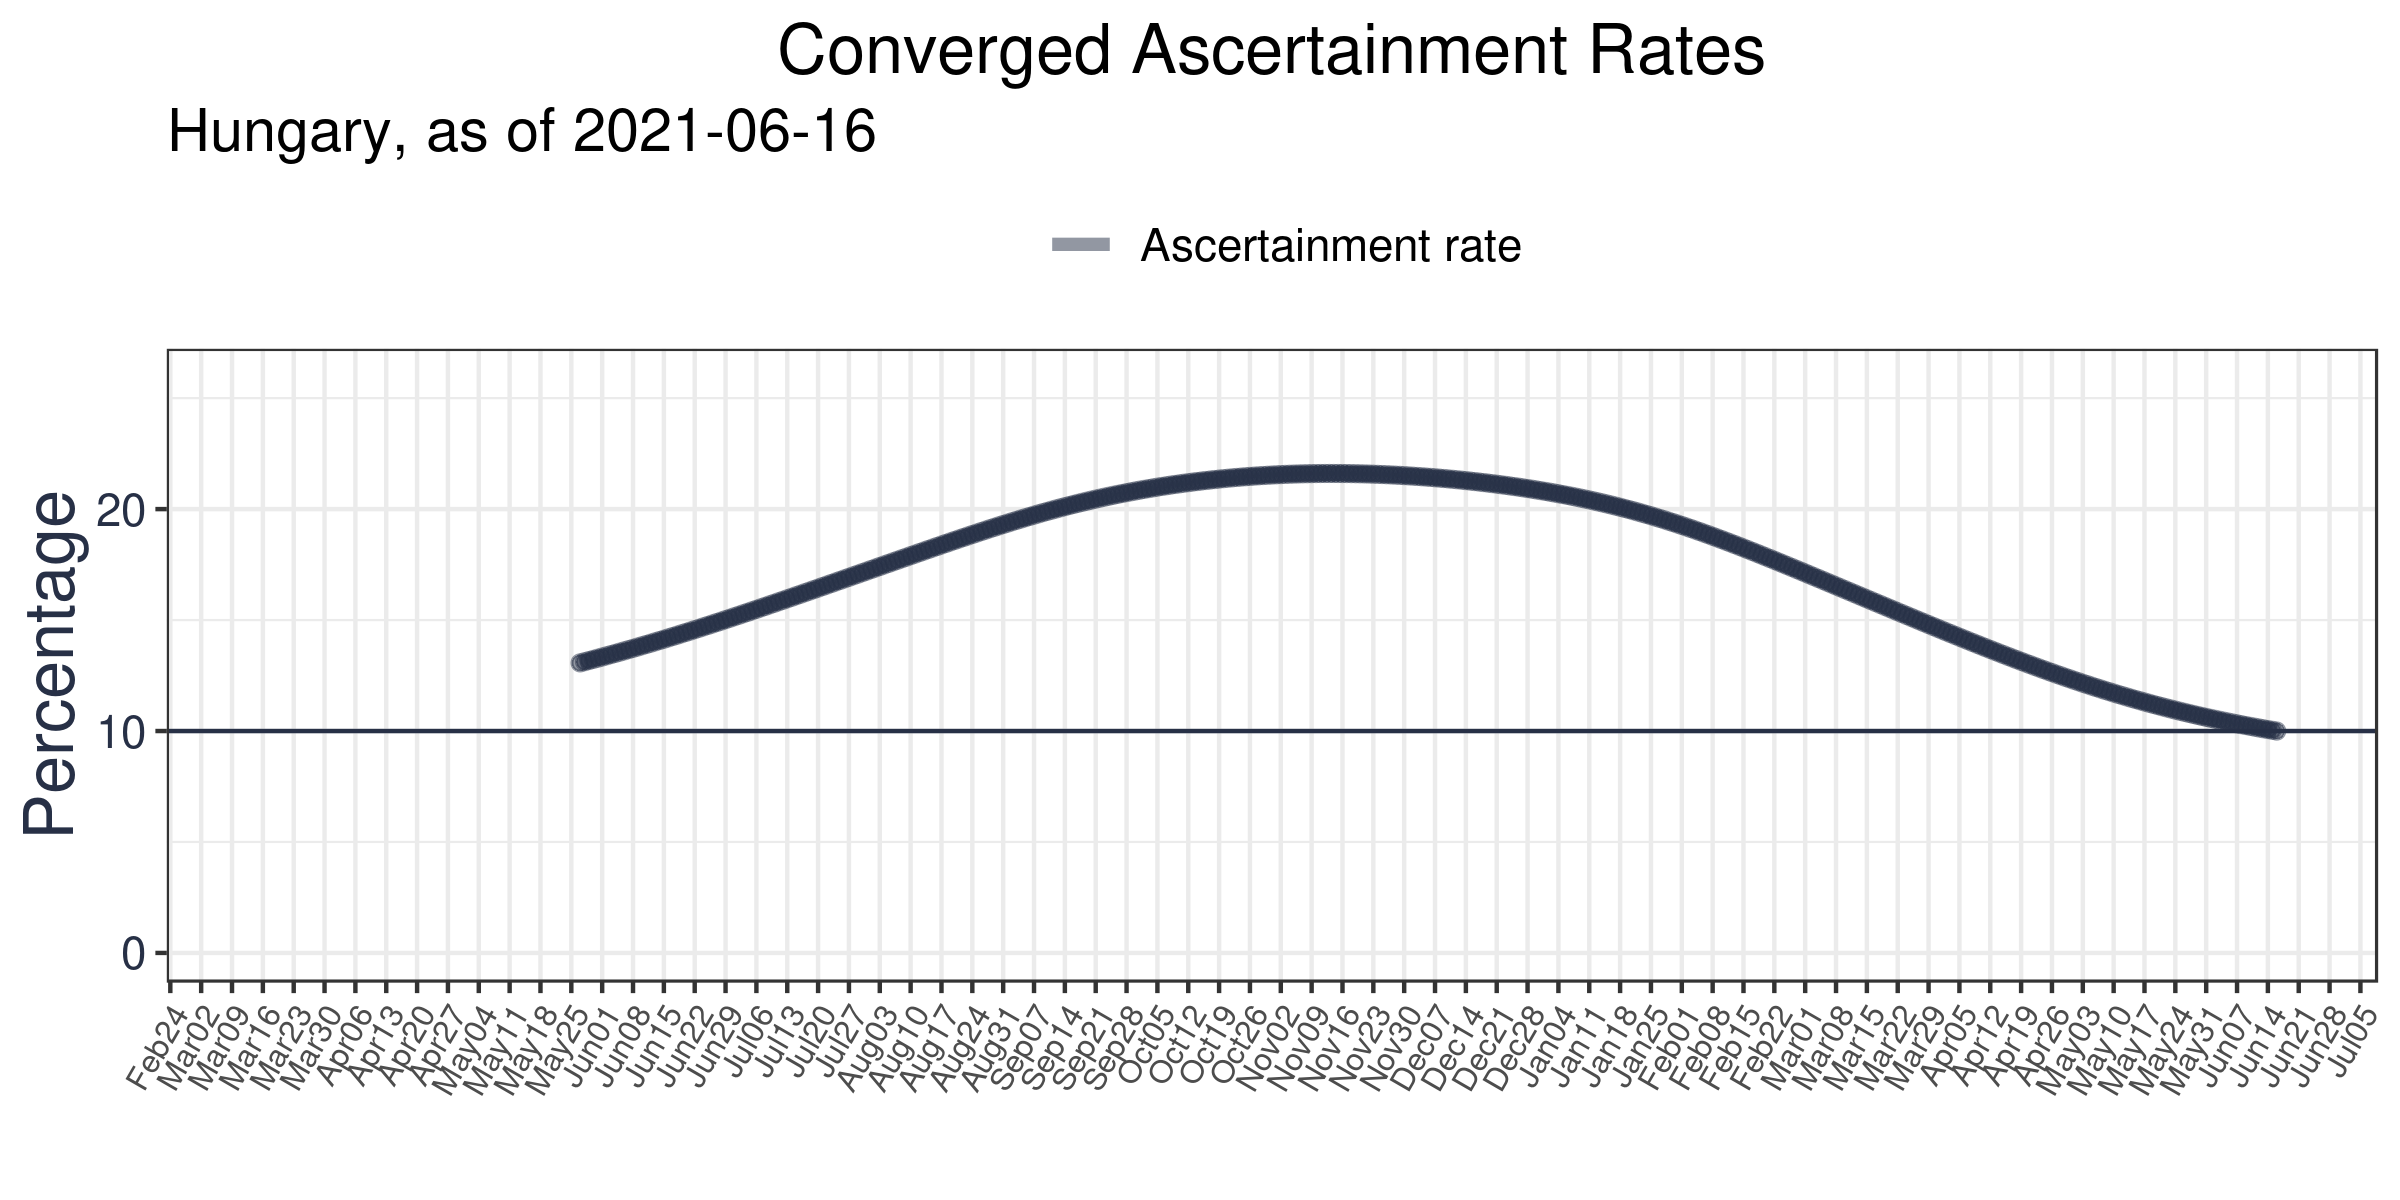 Converged Ascertainment Rates
Hungary, as of 2021-06-16
Ascertainment rate
Percentage
20
10
0
Feb24 Mar02 Mar09 Mar16 Mar23 Mar30 Apr06 Apr13 Apr20 Apr27 May04 May11 May18 May25 Jun01 Jun08 Jun15 Jun22 Jun29 Jul06 Jul13 Jul20 Jul27 Aug03 Aug10 Aug17 Aug24 Aug31 Sep07 Sep14 Sep21 Sep28 Oct05 Oct12 Oct19 Oct26 Nov02 Nov09 Nov16 Nov23 Nov30 Dec07 Dec14 Dec21 Dec28 Jan04 Jan11 Jan18 Jan25 Feb01 Feb08 Feb15 Feb22 Mar01 Mar08 Mar15 Mar22 Mar29 Apr05 Apr12 Apr19 Apr26 May03 May10 May17 May24 May31 Jun07 Jun14 Jun21 Jun28 Jul05